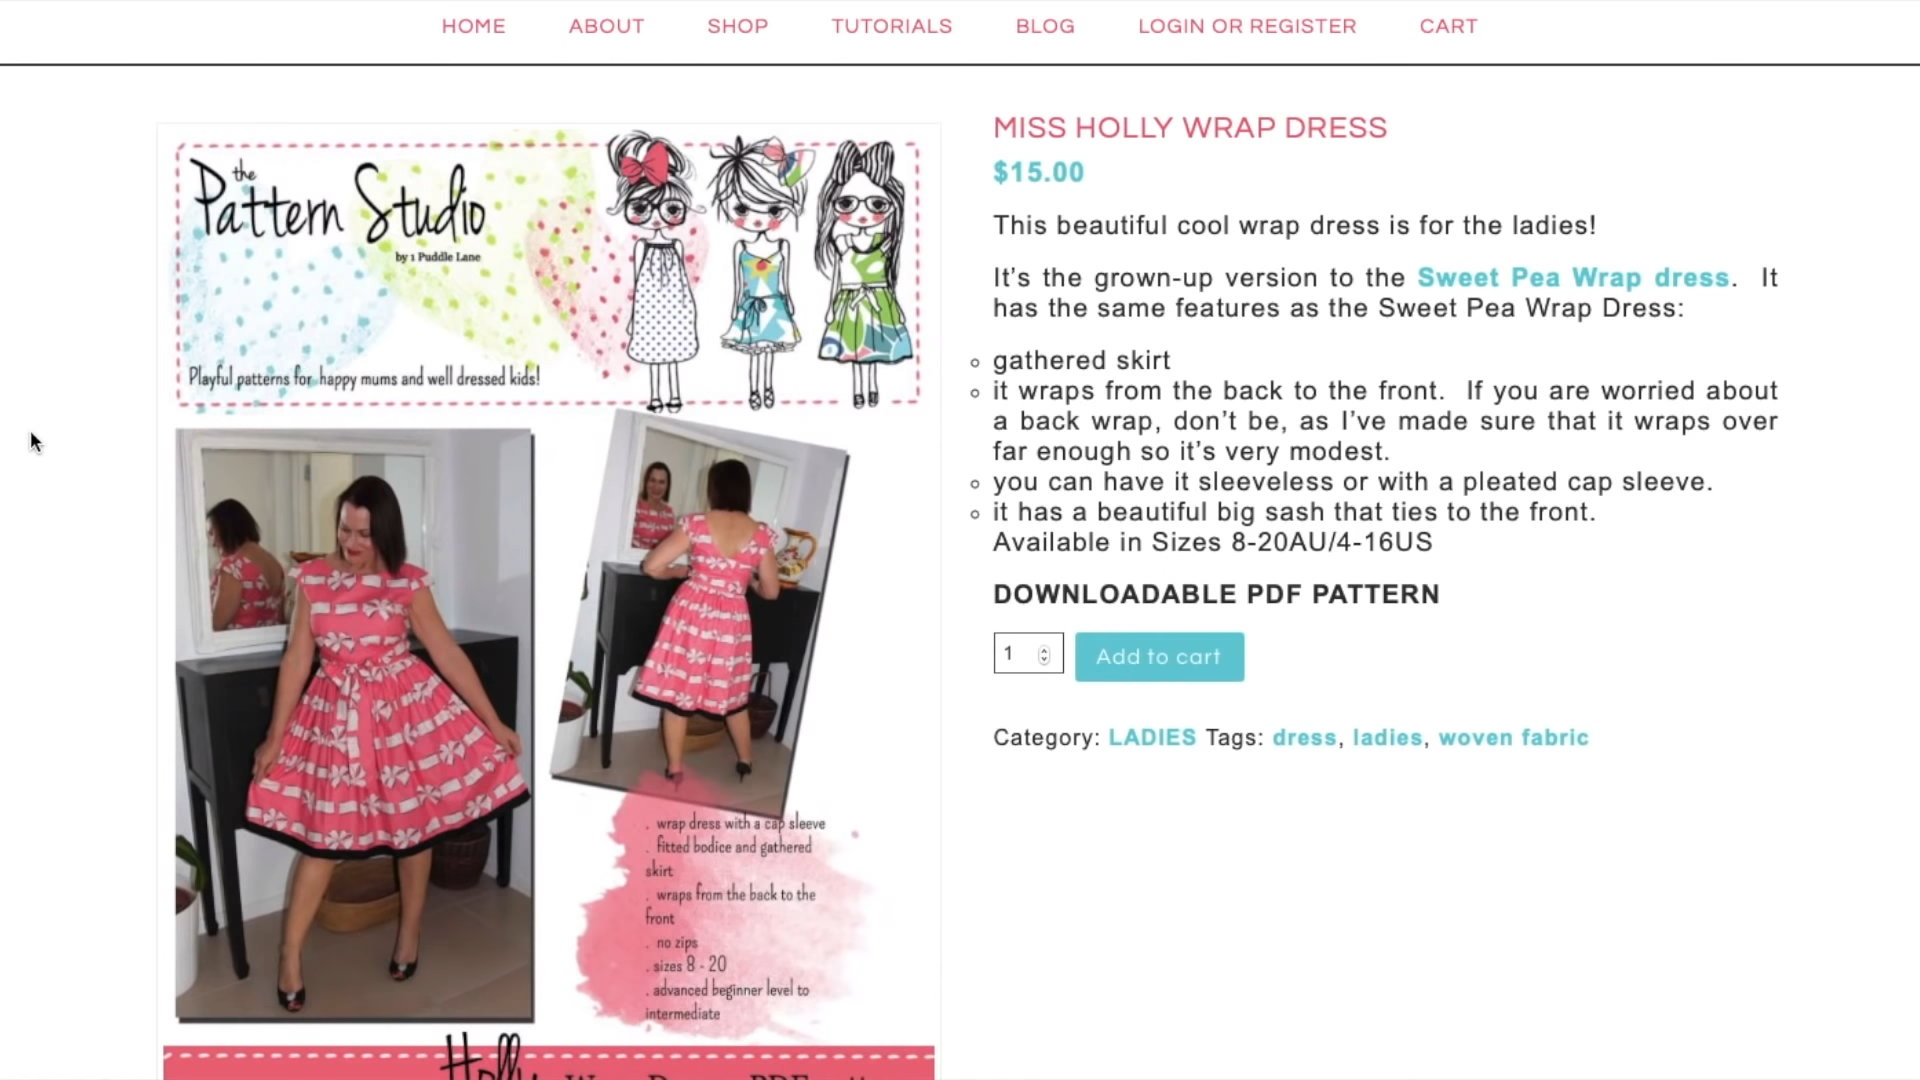 HOME ABOUT SHOP TUTORIALS BLOG LOGIN OR REGISTER CART
the
Pattern Studio
by 1 Puddle Lane
Playful patterns for happy mums and well dressed kids!
. wrap dress with a cap sleeve
. fitted bodice and gathered
skirt
. wraps from the back to the
front
. no zips
. sizes 8 - 20
. advanced beginner level to
intermediate
Holly
MISS HOLLY WRAP DRESS
$15.00
This beautiful cool wrap dress is for the ladies!
It’s the grown-up version to the Sweet Pea Wrap dress. It
has the same features as the Sweet Pea Wrap Dress:
gathered skirt
it wraps from the back to the front. If you are worried about
a back wrap, don’t be, as I’ve made sure that it wraps over
far enough so it’s very modest.
you can have it sleeveless or with a pleated cap sleeve.
it has a beautiful big sash that ties to the front.
Available in Sizes 8-20AU/4-16US
DOWNLOADABLE PDF PATTERN
1 Add to cart
Category: LADIES Tags: dress, ladies, woven fabric